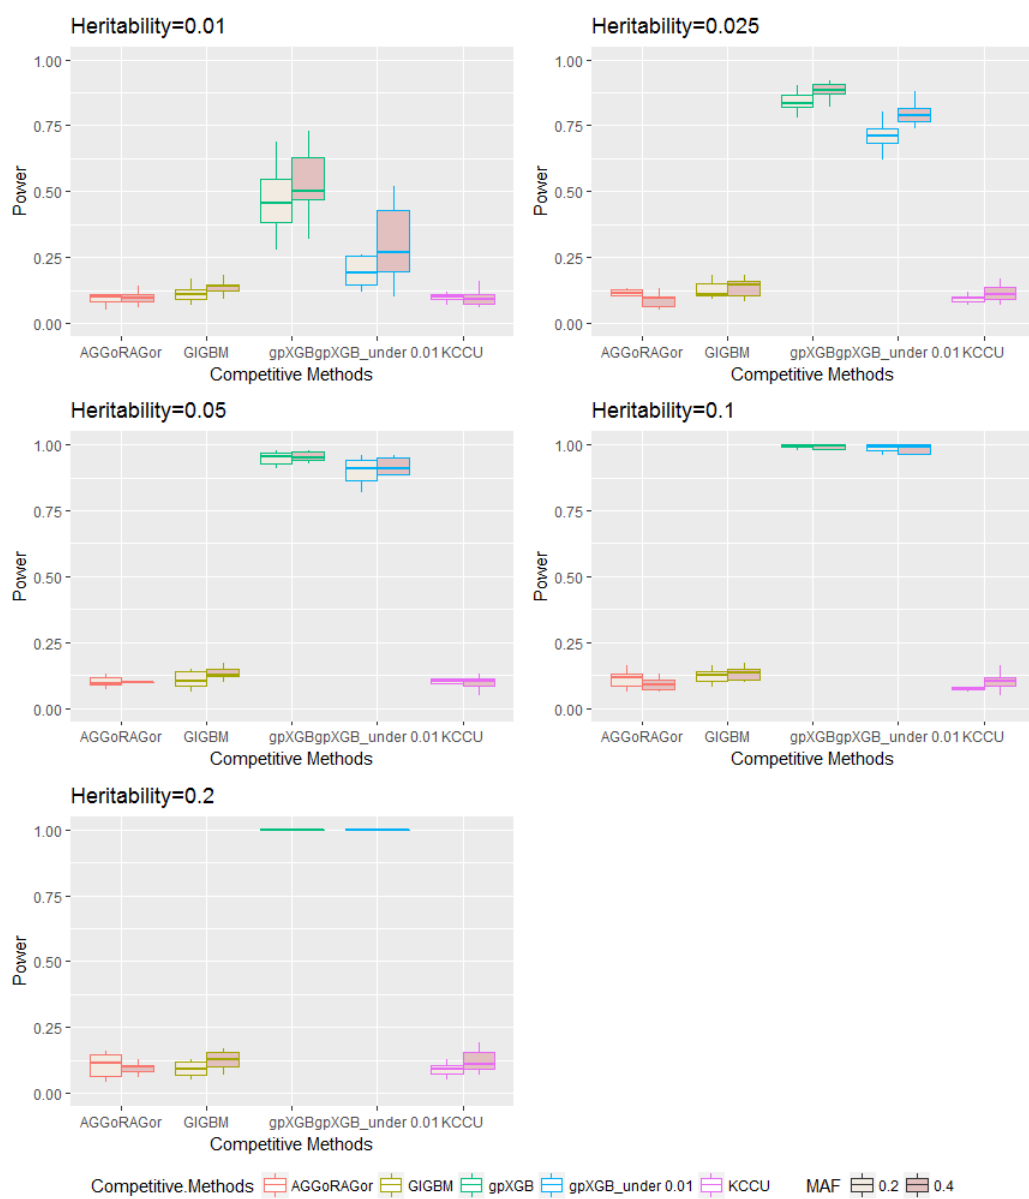 Heritability=0.01
1.00
0.75
0.50
0.25
0.00
Power
AGGoRAGor GIGBM gpXGBgpXGB_under 0.01 KCCU
Competitive Methods
Heritability=0.025
1.00
0.75
0.50
0.25
0.00
Power
AGGoRAGor GIGBM gpXGBgpXGB_under 0.01 KCCU
Competitive Methods
Heritability=0.05
1.00
0.75
0.50
0.25
0.00
Power
AGGoRAGor GIGBM gpXGBgpXGB_under 0.01 KCCU
Competitive Methods
Heritability=0.1
1.00
0.75
0.50
0.25
0.00
Power
AGGoRAGor GIGBM gpXGBgpXGB_under 0.01 KCCU
Competitive Methods
Heritability=0.2
1.00
0.75
0.50
0.25
0.00
Power
AGGoRAGor GIGBM gpXGBgpXGB_under 0.01 KCCU
Competitive Methods
Competitive.Methods AGGoRAGor GIGBM gpXGB gpXGB_under 0.01 KCCU MAF 0.2 0.4